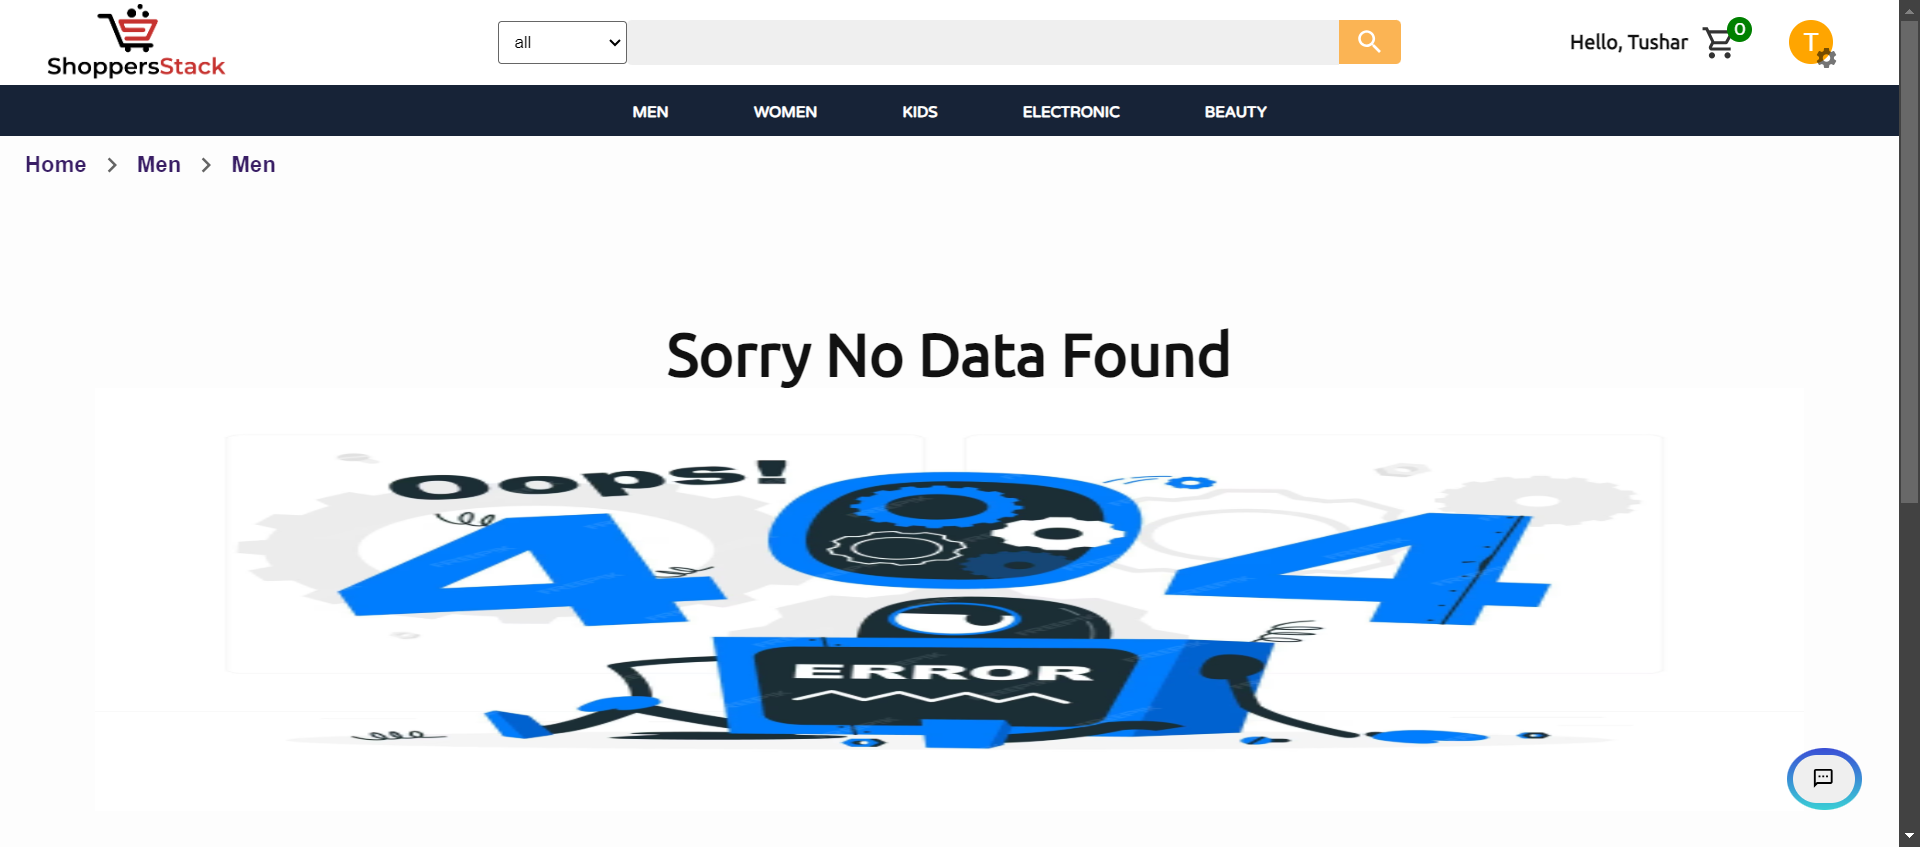 ShoppersStack
all
Hello, Tushar
0
T
MEN WOMEN KIDS ELECTRONIC BEAUTY
Home > Men > Men
Sorry No Data Found
Oops!
404
ERROR